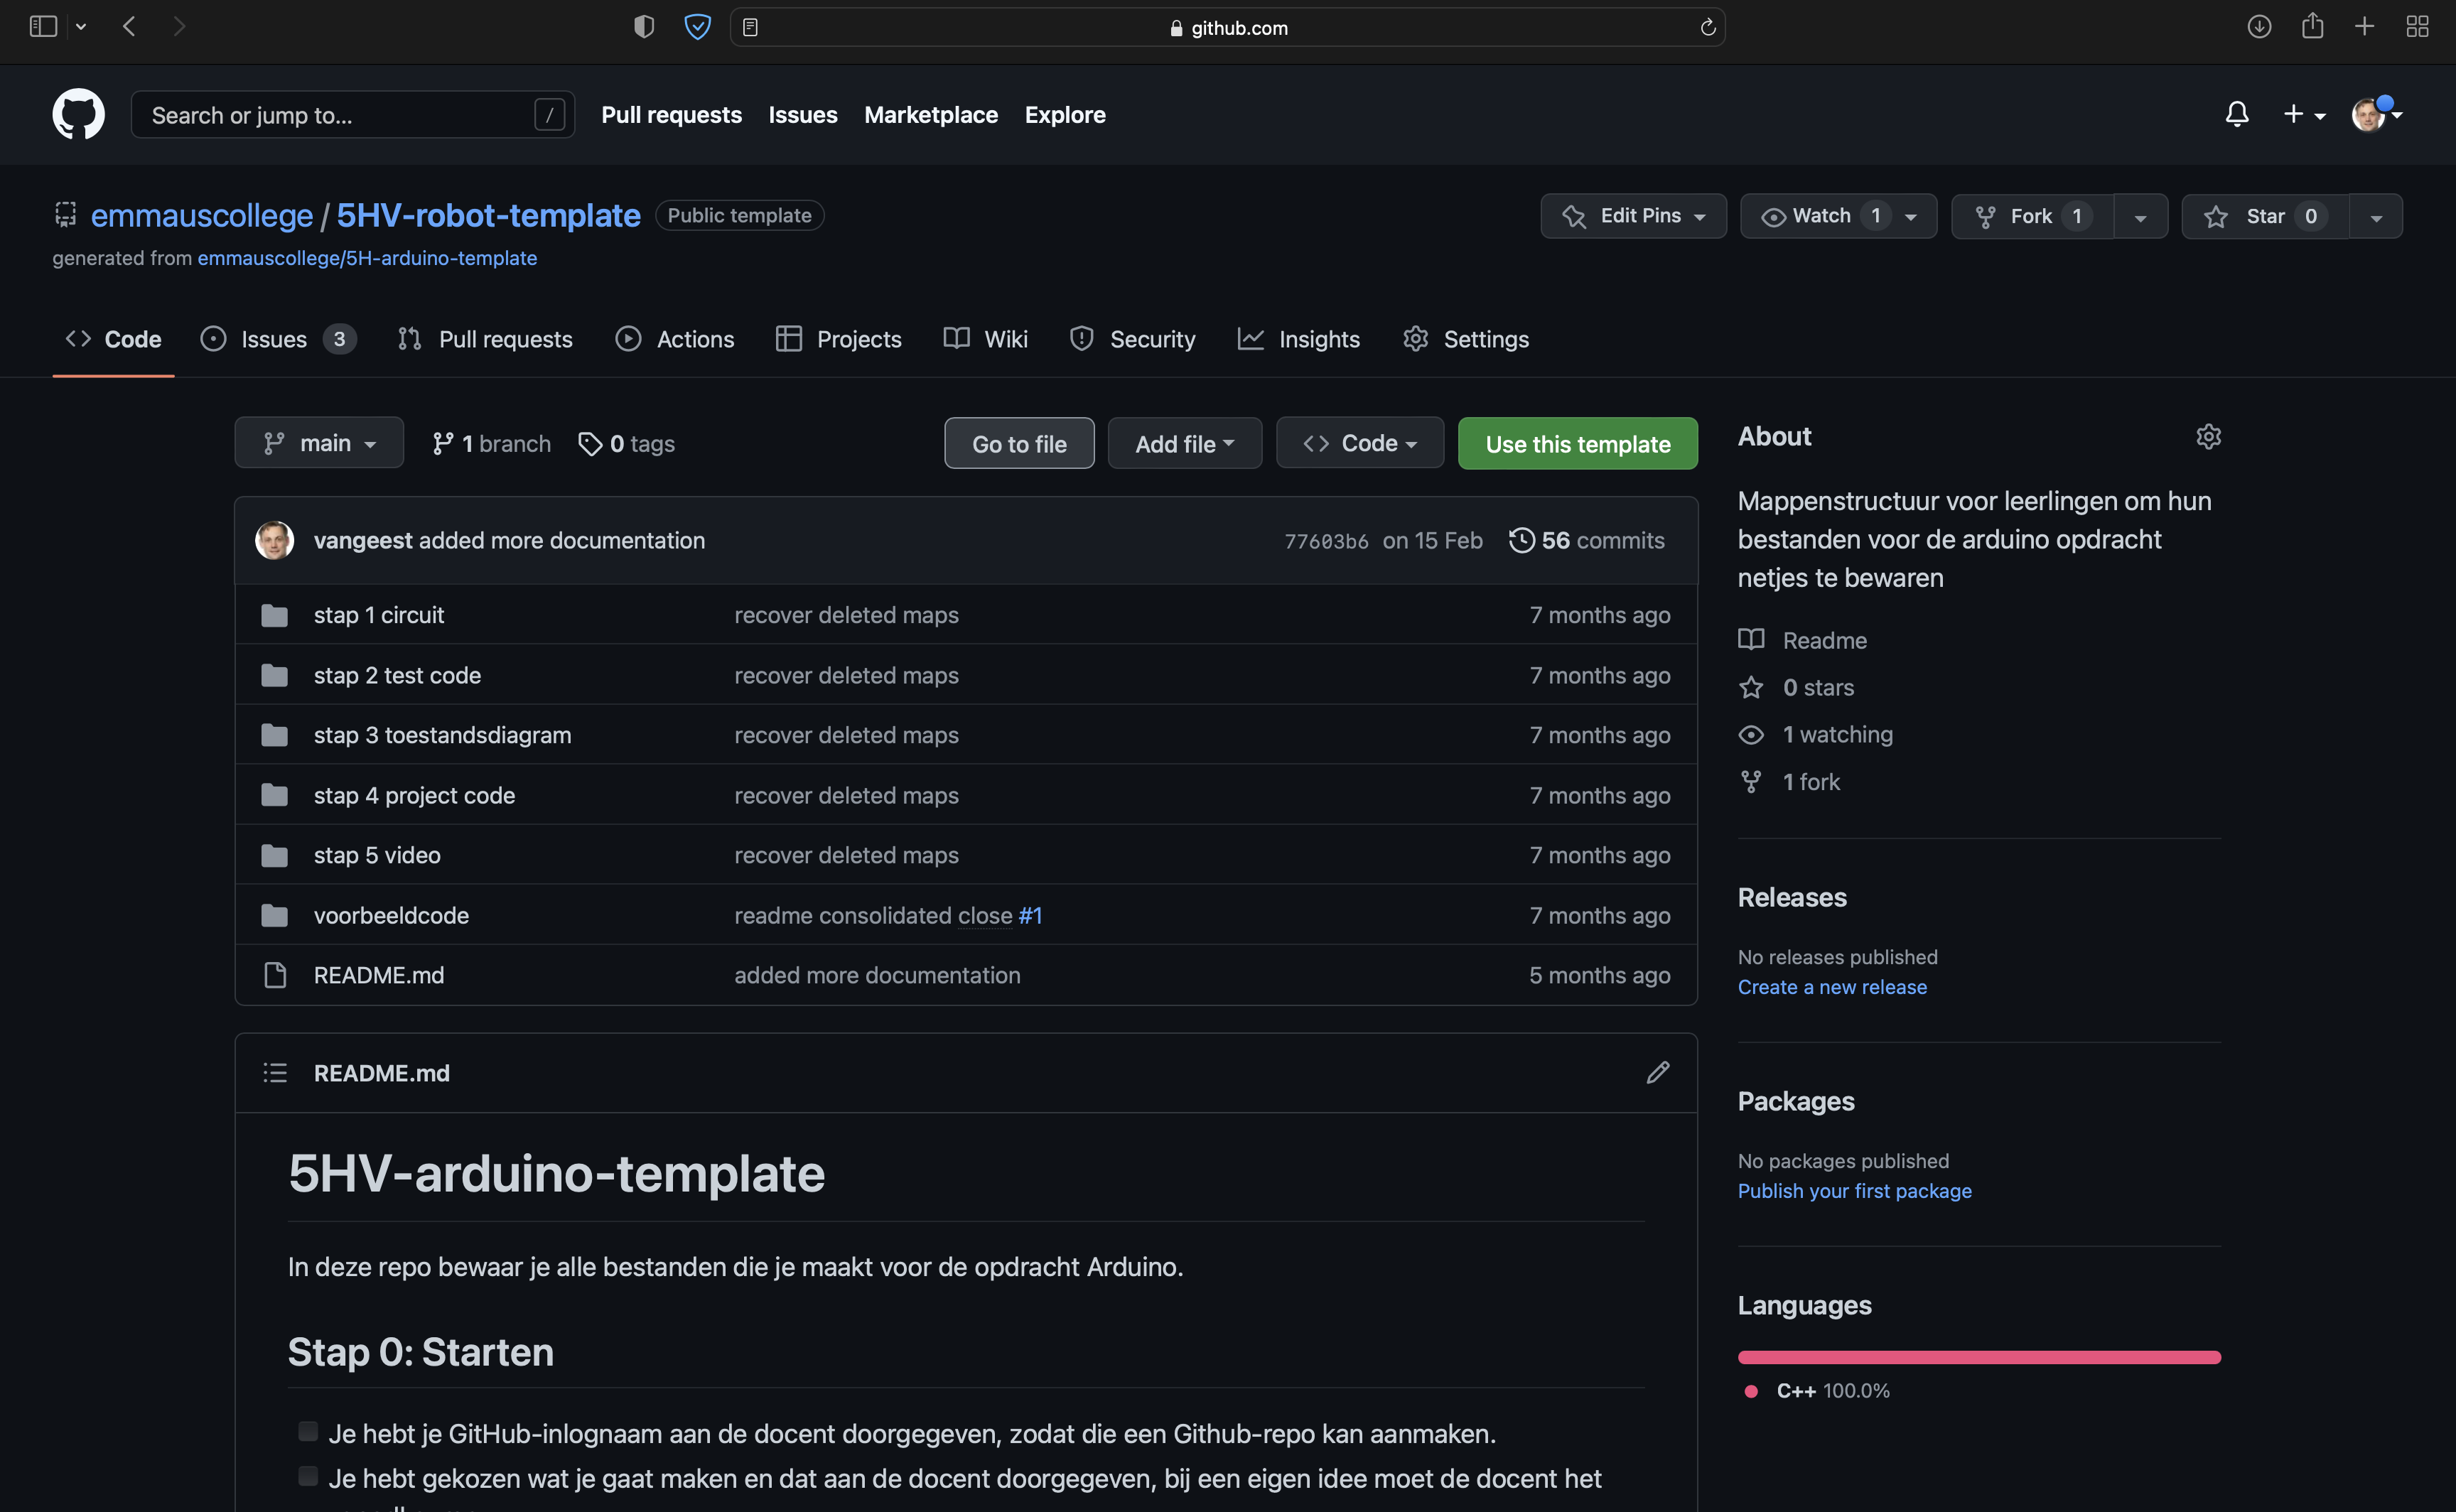 github.com
Search or jump to... /
Pull requests
Issues
Marketplace
Explore
emmauscollege / 5HV-robot-template
Public template
Edit Pins
Watch 1
Fork 1
Star 0
generated from emmauscollege/5H-arduino-template
Code
Issues 3
Pull requests
Actions
Projects
Wiki
Security
Insights
Settings
main
1 branch
0 tags
Go to file
Add file
Code
Use this template
vangeest added more documentation
77603b6 on 15 Feb
56 commits
stap 1 circuit recover deleted maps 7 months ago
stap 2 test code recover deleted maps 7 months ago
stap 3 toestandsdiagram recover deleted maps 7 months ago
stap 4 project code recover deleted maps 7 months ago
stap 5 video recover deleted maps 7 months ago
voorbeeldcode readme consolidated close #1 7 months ago
README.md added more documentation 5 months ago
README.md
5HV-arduino-template
In deze repo bewaar je alle bestanden die je maakt voor de opdracht Arduino.
Stap 0: Starten
Je hebt je GitHub-inlognaam aan de docent doorgegeven, zodat die een Github-repo kan aanmaken.
Je hebt gekozen wat je gaat maken en dat aan de docent doorgegeven, bij een eigen idee moet de docent het
About
Mappenstructuur voor leerlingen om hun
bestanden voor de arduino opdracht
netjes te bewaren
Readme
0 stars
1 watching
1 fork
Releases
No releases published
Create a new release
Packages
No packages published
Publish your first package
Languages
C++ 100.0%